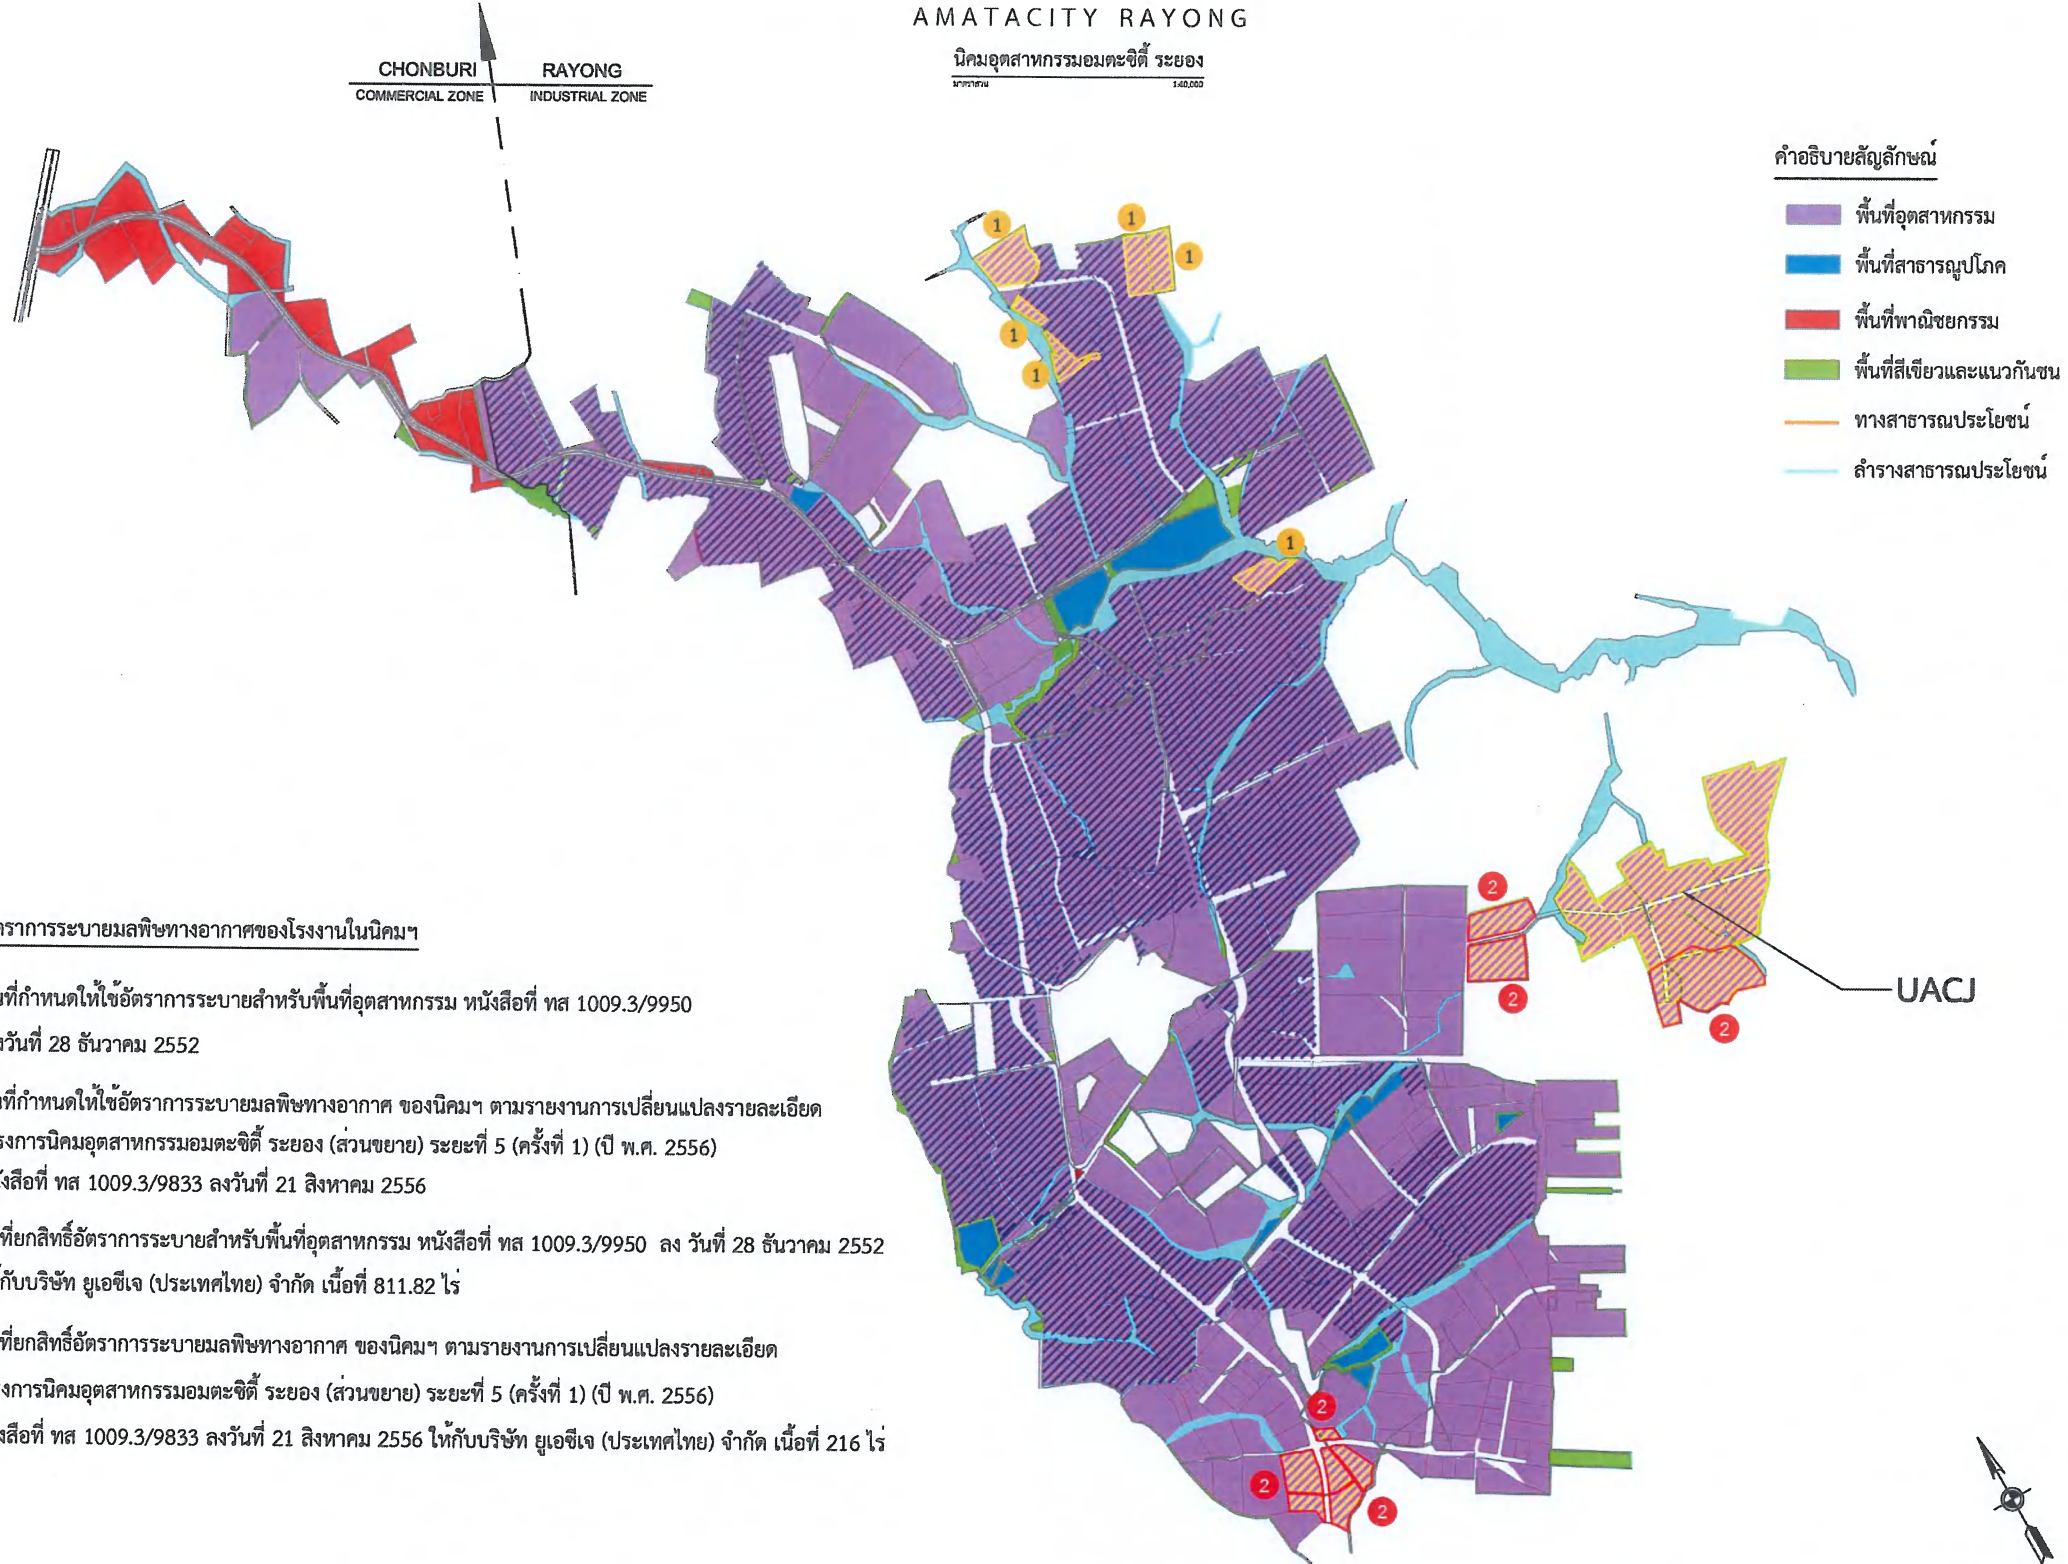 AMATACITY RAYONG
นิคมอุตสาหกรรมอมตะซิตี้ ระยอง
มาตราส่วน 1:40,000
CHONBURI RAYONG
COMMERCIAL ZONE INDUSTRIAL ZONE
คำอธิบายสัญลักษณ์
พื้นที่อุตสาหกรรม
พื้นที่สาธารณูปโภค
พื้นที่พาณิชยกรรม
พื้นที่สีเขียวและแนวกันชน
ทางสาธารณประโยชน์
ลำรางสาธารณประโยชน์
1
1
1
1
1
1
2
2
2
UACJ
2
2
2
ตราการระบายมลพิษทางอากาศของโรงงานในนิคมฯ
นที่กำหนดให้ใช้อัตราการระบายสำหรับพื้นที่อุตสาหกรรม หนังสือที่ ทส 1009.3/9950
งวันที่ 28 ธันวาคม 2552
นที่กำหนดให้ใช้อัตราการระบายมลพิษทางอากาศ ของนิคมฯ ตามรายงานการเปลี่ยนแปลงรายละเอียด
รงการนิคมอุตสาหกรรมอมตะซิตี้ ระยอง (ส่วนขยาย) ระยะที่ 5 (ครั้งที่ 1) (ปี พ.ศ. 2556)
ังสือที่ ทส 1009.3/9833 ลงวันที่ 21 สิงหาคม 2556
ที่ยกสิทธิ์อัตราการระบายสำหรับพื้นที่อุตสาหกรรม หนังสือที่ ทส 1009.3/9950 ลง วันที่ 28 ธันวาคม 2552
้กับบริษัท ยูเอซีเจ (ประเทศไทย) จำกัด เนื้อที่ 811.82 ไร่
ที่ยกสิทธิ์อัตราการระบายมลพิษทางอากาศ ของนิคมฯ ตามรายงานการเปลี่ยนแปลงรายละเอียด
งการนิคมอุตสาหกรรมอมตะซิตี้ ระยอง (ส่วนขยาย) ระยะที่ 5 (ครั้งที่ 1) (ปี พ.ศ. 2556)
งสือที่ ทส 1009.3/9833 ลงวันที่ 21 สิงหาคม 2556 ให้กับบริษัท ยูเอซีเจ (ประเทศไทย) จำกัด เนื้อที่ 216 ไร่